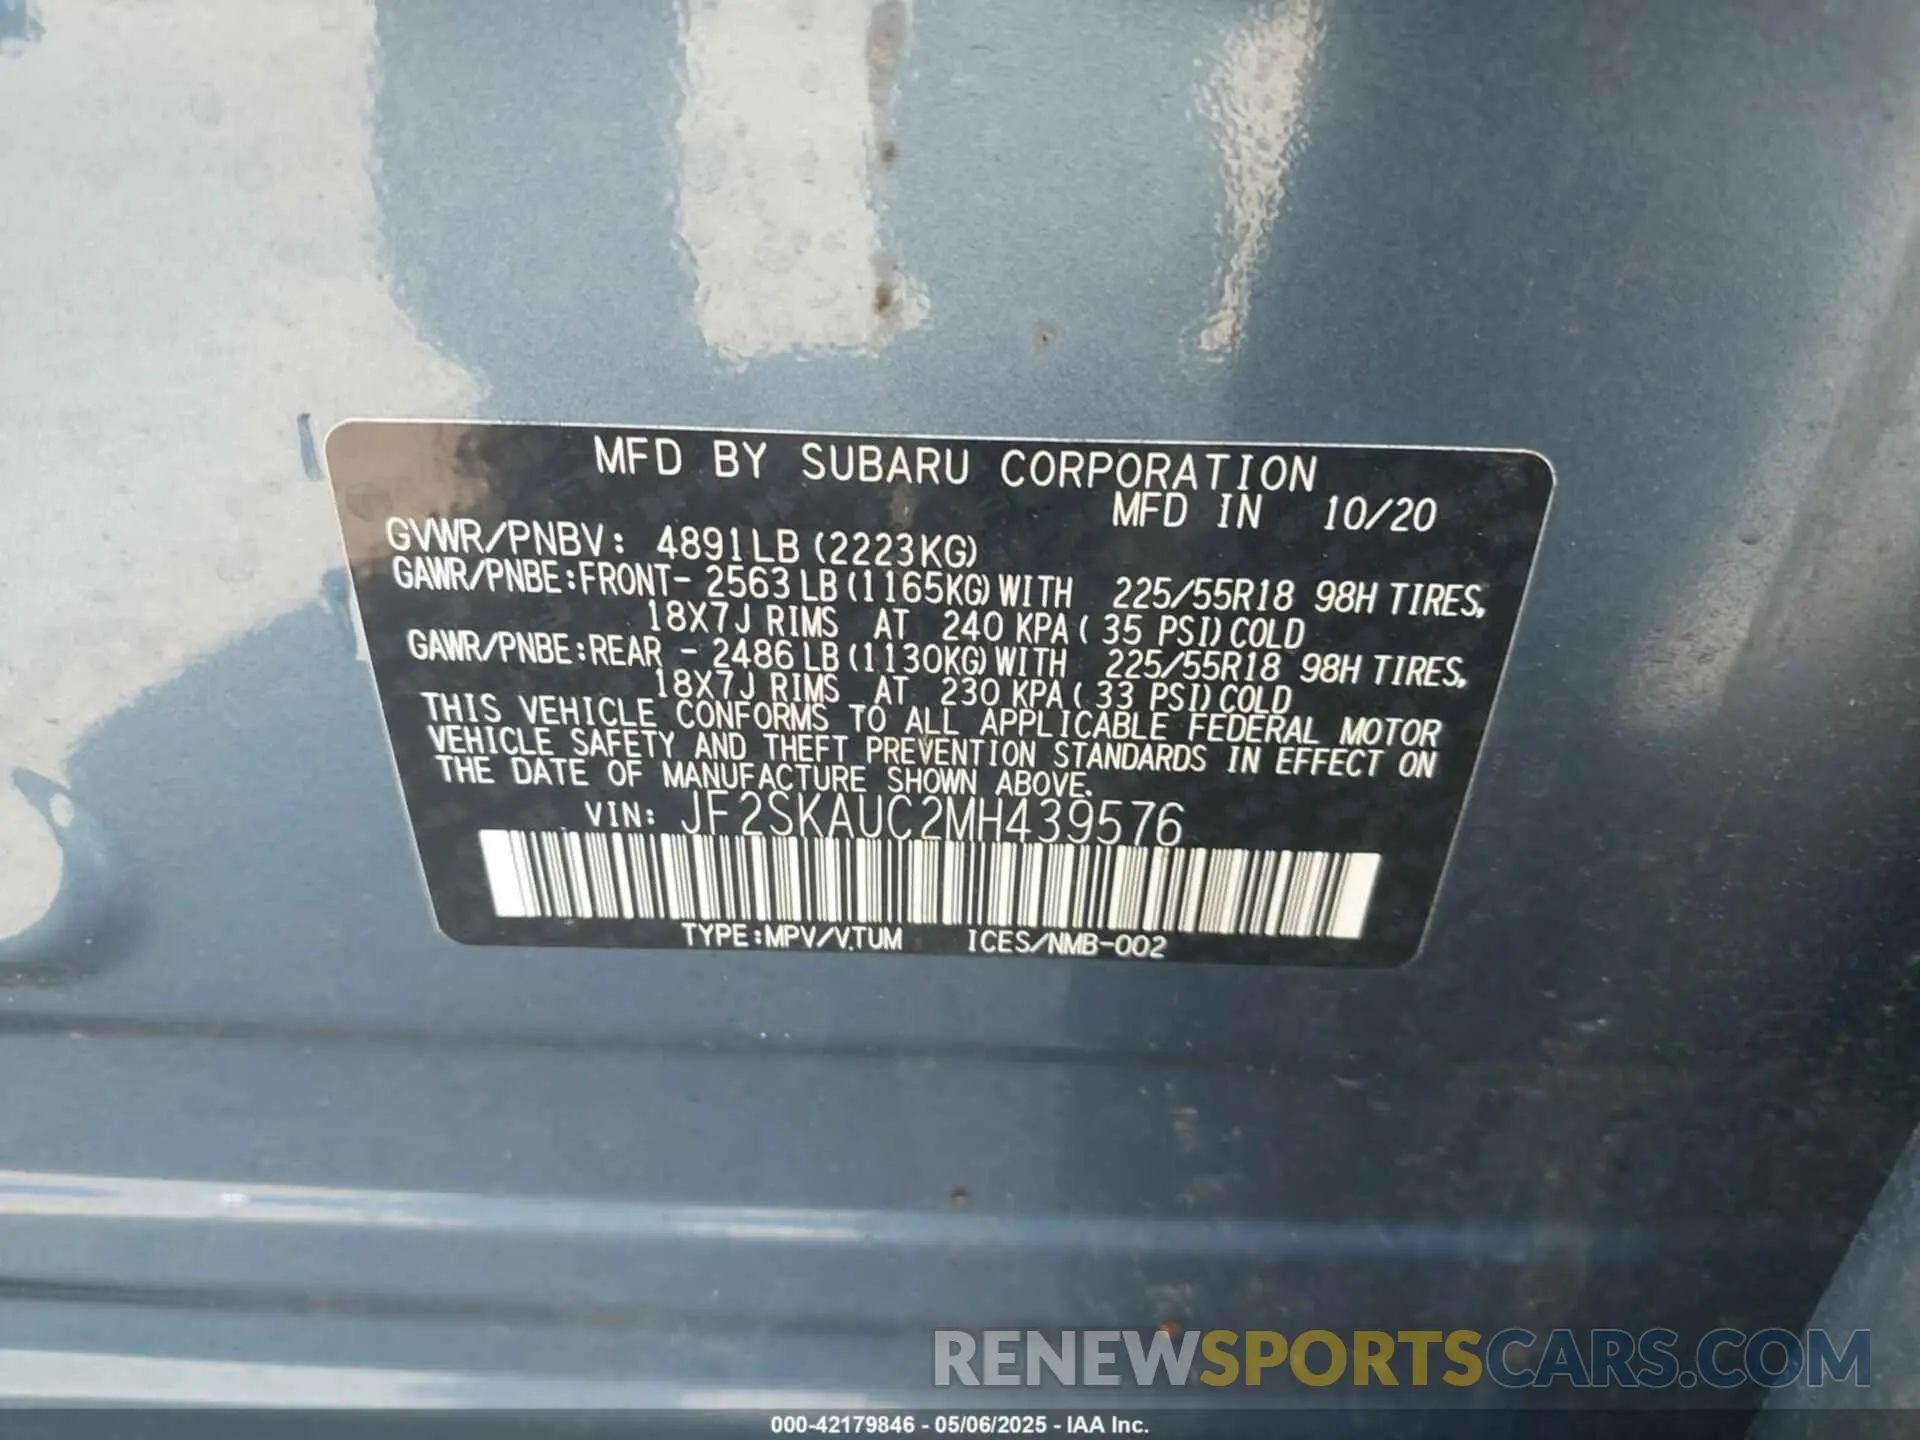 MFD BY SUBARU CORPORATION
MFD IN 10/20
GVWR/PNBV: 4891LB (2223KG)
GAWR/PNBE:FRONT- 2563LB(1165KG)WITH 225/55R18 98H TIRES,
18X7J RIMS AT 240 KPA( 35 PSI)COLD
GAWR/PNBE:REAR - 2486LB(1130KG)WITH 225/55R18 98H TIRES,
18X7J RIMS AT 230 KPA( 33 PSI)COLD
THIS VEHICLE CONFORMS TO ALL APPLICABLE FEDERAL MOTOR
VEHICLE SAFETY AND THEFT PREVENTION STANDARDS IN EFFECT ON
THE DATE OF MANUFACTURE SHOWN ABOVE.
VIN: JF2SKAUC2MH439576
TYPE:MPV/V.TUM ICES/NMB-002
RENEWSPORTSCARS.COM
000-42179846 - 05/06/2025 - IAA Inc.